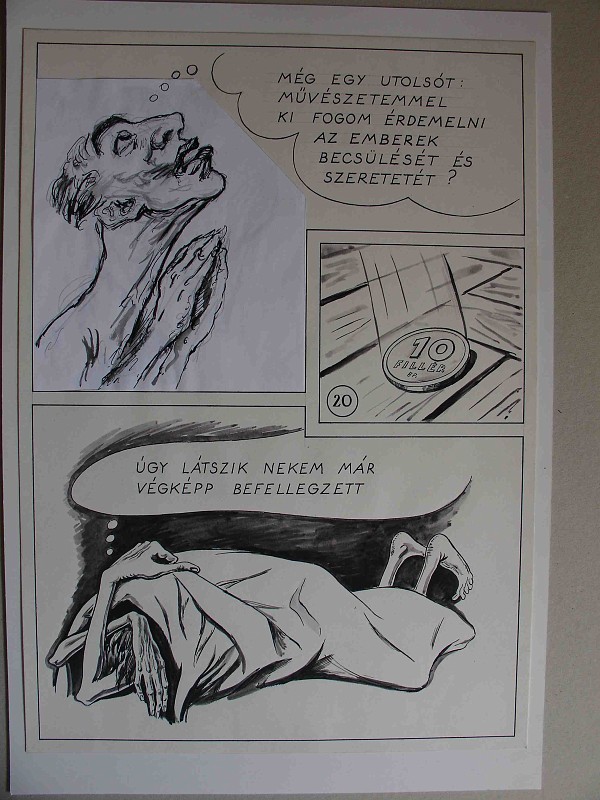 MÉG EGY UTOLSÓT:
MŰVÉSZETEMMEL
KI FOGOM ÉRDEMELNI
AZ EMBEREK
BECSÜLÉSÉT ÉS
SZERETETÉT?
10
FILLÉR
BP.
20
ÚGY LÁTSZIK NEKEM MÁR
VÉGKÉPP BEFELLEGZETT